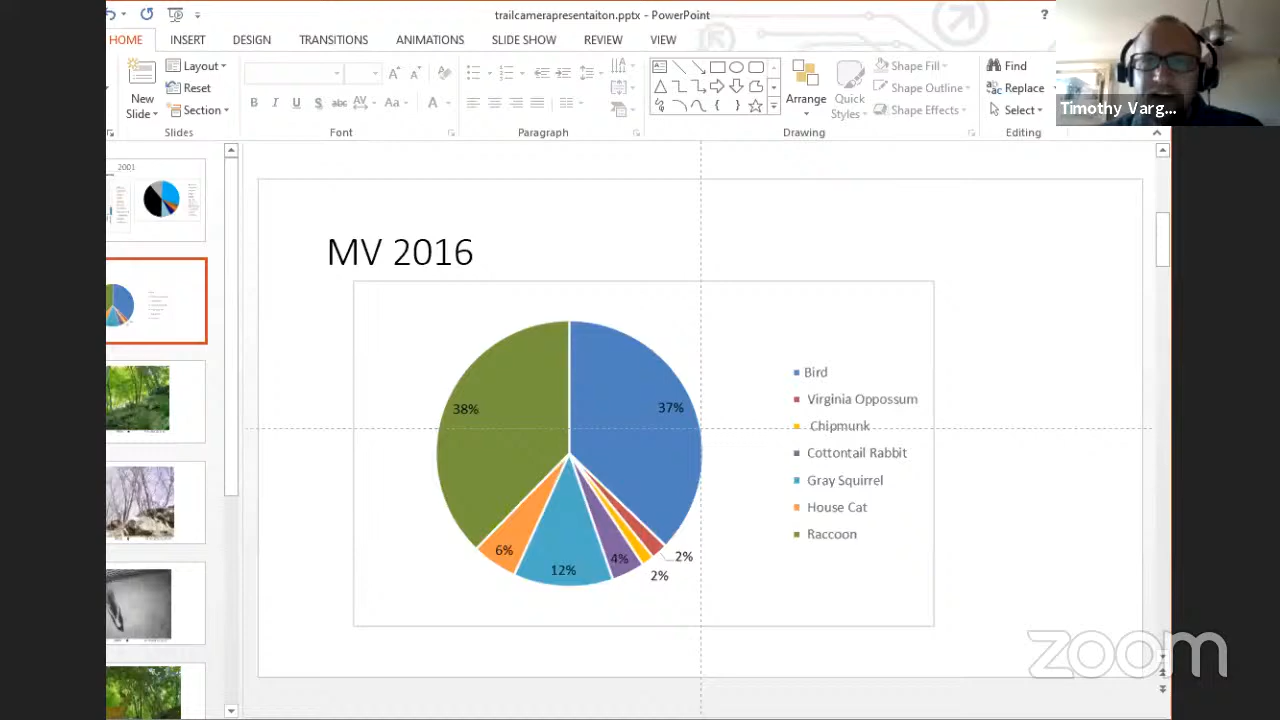 trailcamerapresentaiton.pptx - PowerPoint
?
HOME INSERT DESIGN TRANSITIONS ANIMATIONS SLIDE SHOW REVIEW VIEW
New
Slide
Layout
Reset
Section
Slides
B I U S abc AV Aa A
Font
Paragraph
Arrange
Quick
Styles
Shape Fill
Shape Outline
Shape Effects
Drawing
Find
Replace
Select
Editing
Timothy Varg...
2001
MV 2016
38%
37%
6%
12%
4%
2%
2%
Bird
Virginia Oppossum
Chipmunk
Cottontail Rabbit
Gray Squirrel
House Cat
Raccoon
zoom